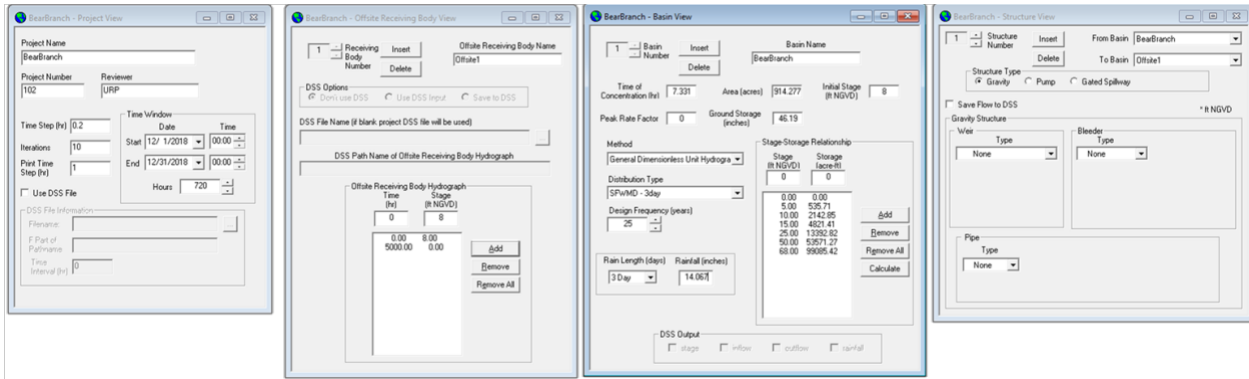 BearBranch - Project View
Project Name
BearBranch
Project Number
Reviewer
102
URP
Time Step (hr) 0.2
Iterations 10
Print Time
Step (hr) 1
Time Window
Date Time
Start 12/ 1/2018 00:00
End 12/31/2018 00:00
Hours 720
Use DSS File
DSS File Information
Filename:
F Part of
Pathname
Time
Interval (hr) 0
BearBranch - Offsite Receiving Body View
1 Receiving
Body
Number
Insert
Delete
Offsite Receiving Body Name
Offsite1
DSS Options
Don't use DSS Use DSS Input Save to DSS
DSS File Name (if blank project DSS file will be used)
...
DSS Path Name of Offsite Receiving Body Hydrograph
Offsite Receiving Body Hydrograph
Time
(hr)
Stage
(ft NGVD)
0 8
0.00 8.00
5000.00 0.00
Add
Remove
Remove All
BearBranch - Basin View
1 Basin
Number
Insert
Delete
Basin Name
BearBranch
Time of
Concentration (hr) 7.331
Area (acres) 914.277
Initial Stage
(ft NGVD) 8
Peak Rate Factor 0
Ground Storage
(inches) 46.19
Method
General Dimensionless Unit Hydrogra
Distribution Type
SFWMD - 3day
Design Frequency (years)
25
Rain Length (days) Rainfall (inches)
3 Day 14.067
Stage-Storage Relationship
Stage
(ft NGVD)
Storage
(acre-ft)
0 0
0.00 0.00
5.00 535.71
10.00 2142.85
15.00 4821.41
25.00 13392.82
50.00 53571.27
68.00 99085.42
Add
Remove
Remove All
Calculate
DSS Output
stage inflow outflow rainfall
BearBranch - Structure View
1 Structure
Number
Insert
Delete
From Basin BearBranch
To Basin Offsite1
Structure Type
Gravity Pump Gated Spillway
Save Flow to DSS
* ft NGVD
Gravity Structure
Weir
Type
None
Bleeder
Type
None
Pipe
Type
None